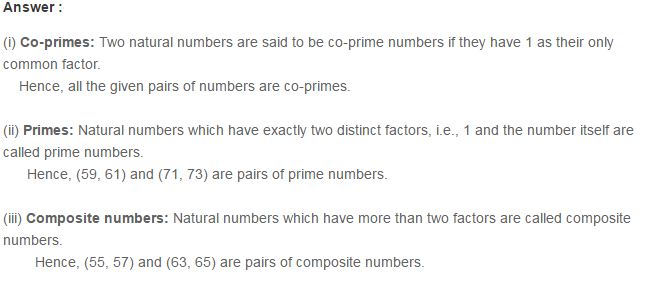 Answer :
(i) Co-primes: Two natural numbers are said to be co-prime numbers if they have 1 as their only
common factor.
Hence, all the given pairs of numbers are co-primes.
(ii) Primes: Natural numbers which have exactly two distinct factors, i.e., 1 and the number itself are
called prime numbers.
Hence, (59, 61) and (71, 73) are pairs of prime numbers.
(iii) Composite numbers: Natural numbers which have more than two factors are called composite
numbers.
Hence, (55, 57) and (63, 65) are pairs of composite numbers.